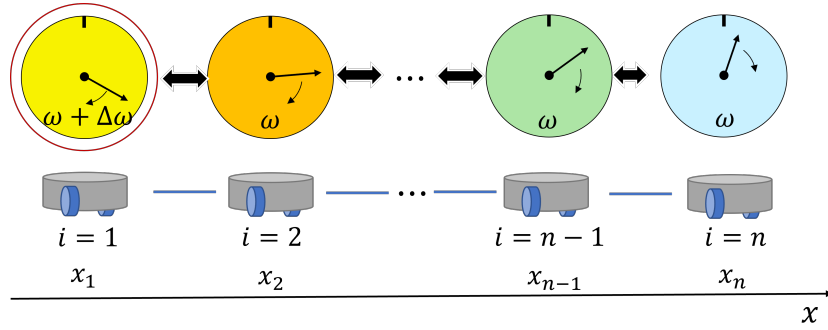 ω + Δω
ω
...
ω
ω
...
i = 1
i = 2
i = n − 1
i = n
x₁
x₂
xₙ₋₁
xₙ
x